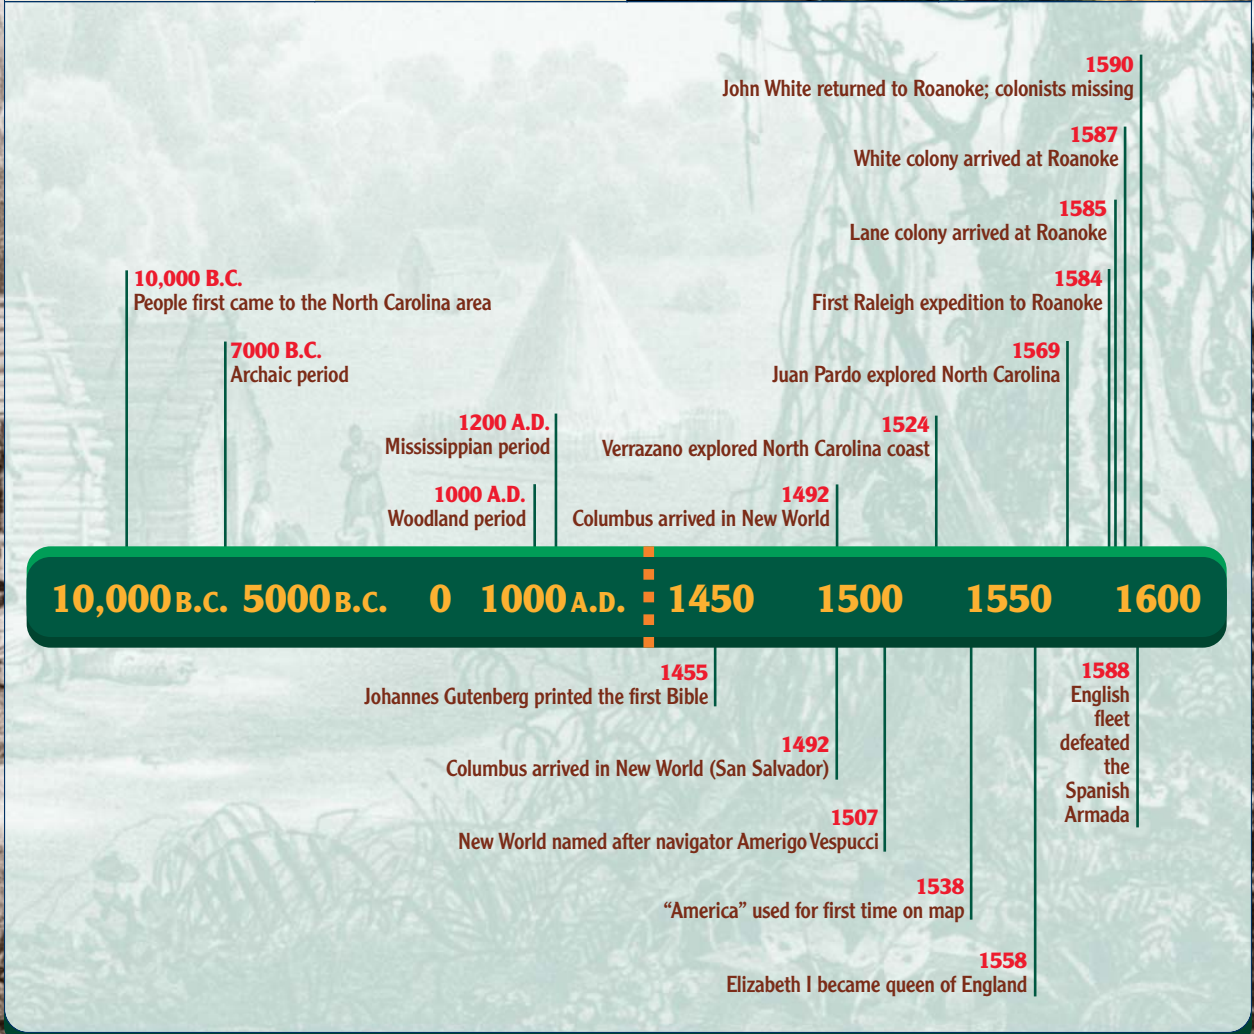 1590
John White returned to Roanoke; colonists missing
1587
White colony arrived at Roanoke
1585
Lane colony arrived at Roanoke
10,000 B.C.
People first came to the North Carolina area
1584
First Raleigh expedition to Roanoke
7000 B.C.
Archaic period
1569
Juan Pardo explored North Carolina
1200 A.D.
Mississippian period
1524
Verrazano explored North Carolina coast
1000 A.D.
Woodland period
1492
Columbus arrived in New World
10,000 B.C. 5000 B.C. 0 1000 A.D. 1450 1500 1550 1600
1455
Johannes Gutenberg printed the first Bible
1492
Columbus arrived in New World (San Salvador)
1507
New World named after navigator Amerigo Vespucci
1538
“America” used for first time on map
1558
Elizabeth I became queen of England
1588
English
fleet
defeated
the
Spanish
Armada